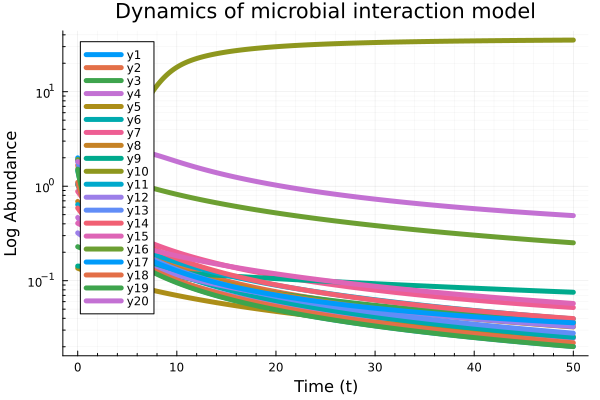 Dynamics of microbial interaction model
Log Abundance
10¹
10⁰
10⁻¹
y1
y2
y3
y4
y5
y6
y7
y8
y9
y10
y11
y12
y13
y14
y15
y16
y17
y18
y19
y20
0 10 20 30 40 50
Time (t)